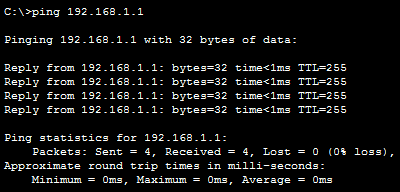 C:\>ping 192.168.1.1
Pinging 192.168.1.1 with 32 bytes of data:
Reply from 192.168.1.1: bytes=32 time<1ms TTL=255
Reply from 192.168.1.1: bytes=32 time<1ms TTL=255
Reply from 192.168.1.1: bytes=32 time<1ms TTL=255
Reply from 192.168.1.1: bytes=32 time<1ms TTL=255
Ping statistics for 192.168.1.1:
    Packets: Sent = 4, Received = 4, Lost = 0 (0% loss),
Approximate round trip times in milli-seconds:
    Minimum = 0ms, Maximum = 0ms, Average = 0ms